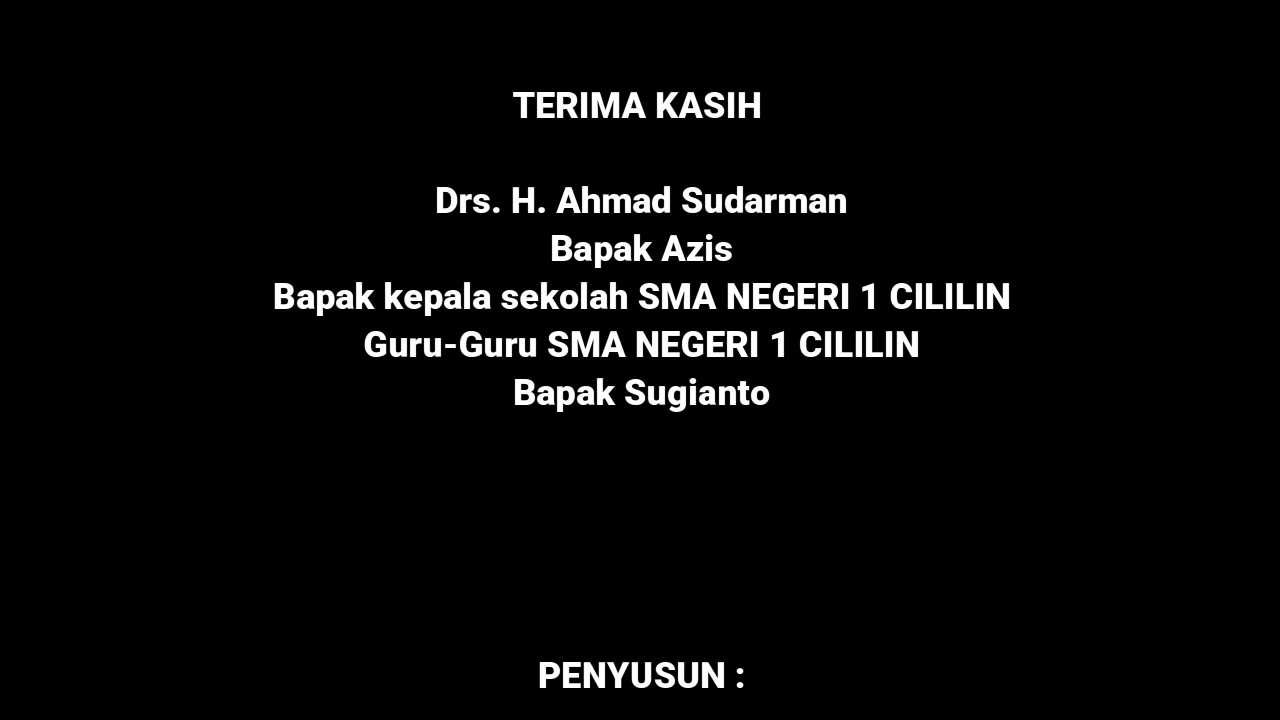 TERIMA KASIH
Drs. H. Ahmad Sudarman
Bapak Azis
Bapak kepala sekolah SMA NEGERI 1 CILILIN
Guru-Guru SMA NEGERI 1 CILILIN
Bapak Sugianto
PENYUSUN :